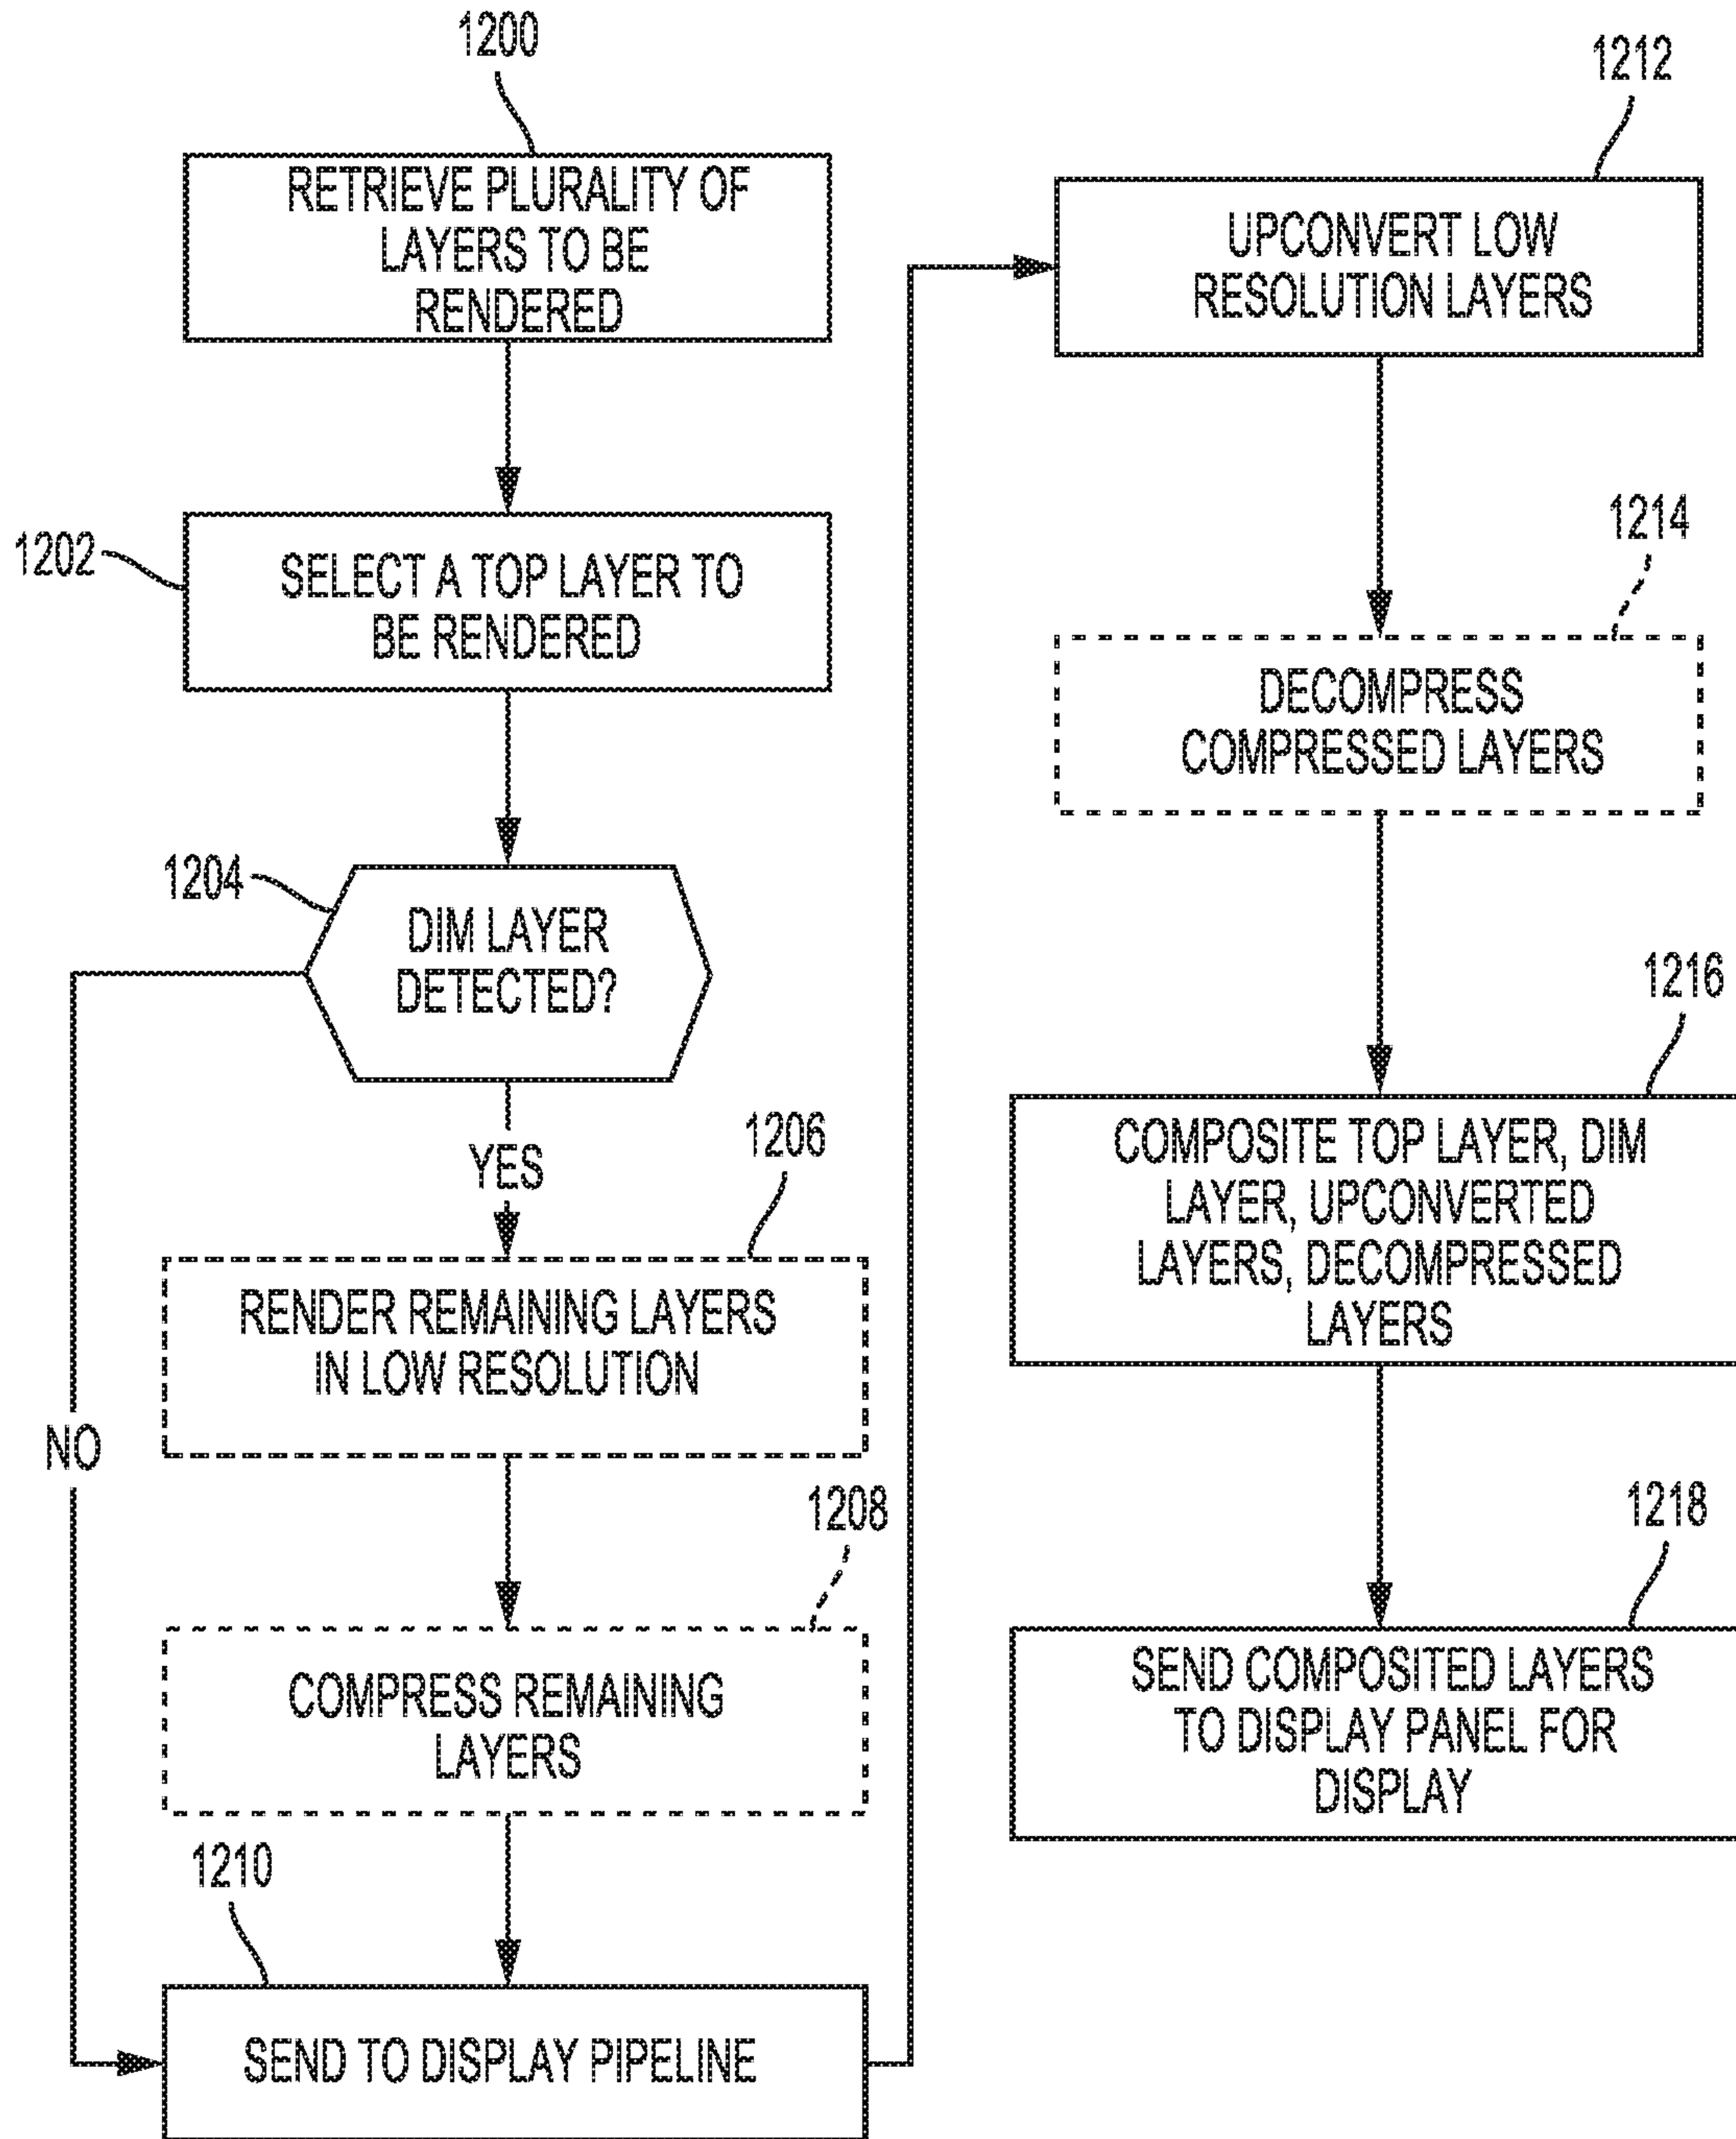 1200
RETRIEVE PLURALITY OF
LAYERS TO BE
RENDERED
1202
SELECT A TOP LAYER TO
BE RENDERED
1204
DIM LAYER
DETECTED?
YES
NO
1206
RENDER REMAINING LAYERS
IN LOW RESOLUTION
1208
COMPRESS REMAINING
LAYERS
1210
SEND TO DISPLAY PIPELINE
1212
UPCONVERT LOW
RESOLUTION LAYERS
1214
DECOMPRESS
COMPRESSED LAYERS
1216
COMPOSITE TOP LAYER, DIM
LAYER, UPCONVERTED
LAYERS, DECOMPRESSED
LAYERS
1218
SEND COMPOSITED LAYERS
TO DISPLAY PANEL FOR
DISPLAY